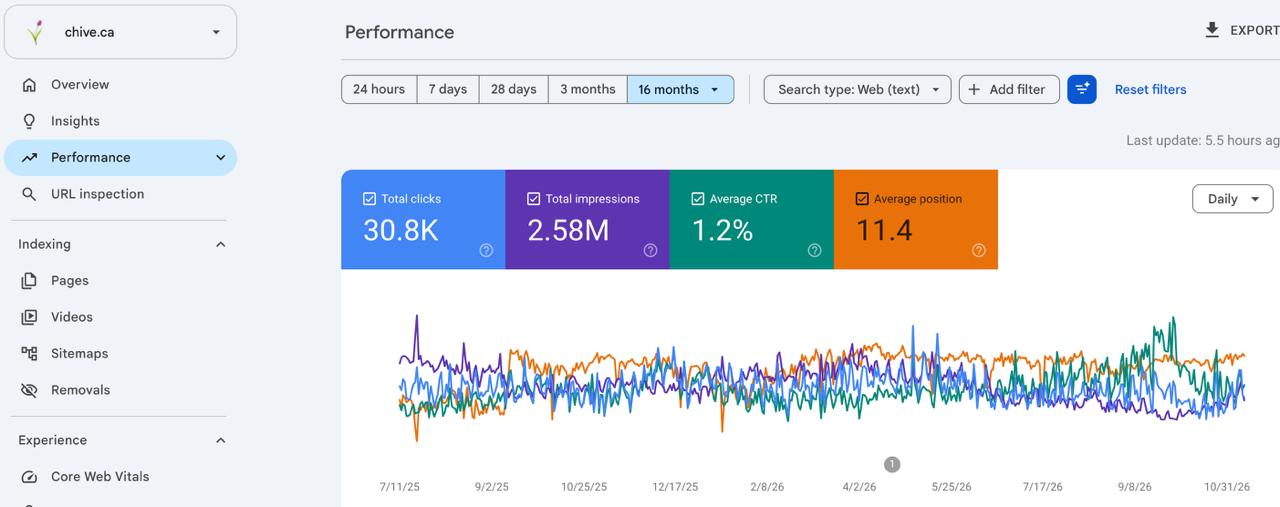 chive.ca
Performance
EXPORT
Overview
Insights
Performance
URL inspection
Indexing
Pages
Videos
Sitemaps
Removals
Experience
Core Web Vitals
24 hours 7 days 28 days 3 months 16 months
Search type: Web (text) Add filter Reset filters
Last update: 5.5 hours ag
Total clicks Total impressions Average CTR Average position
30.8K 2.58M 1.2% 11.4
Daily
1
7/11/25 9/2/25 10/25/25 12/17/25 2/8/26 4/2/26 5/25/26 7/17/26 9/8/26 10/31/26